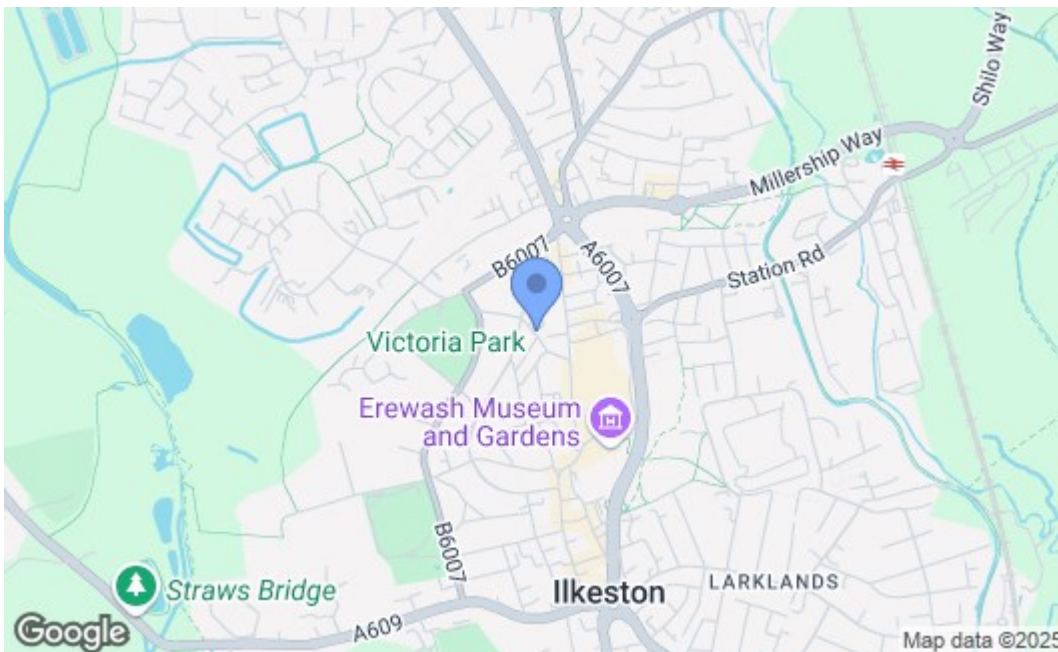 Shilo Way
Millership Way
B6007
A6007
Station Rd
Victoria Park
Erewash Museum
and Gardens
B6007
Straws Bridge
Ilkeston
LARKLANDS
A609
Google
Map data ©2025